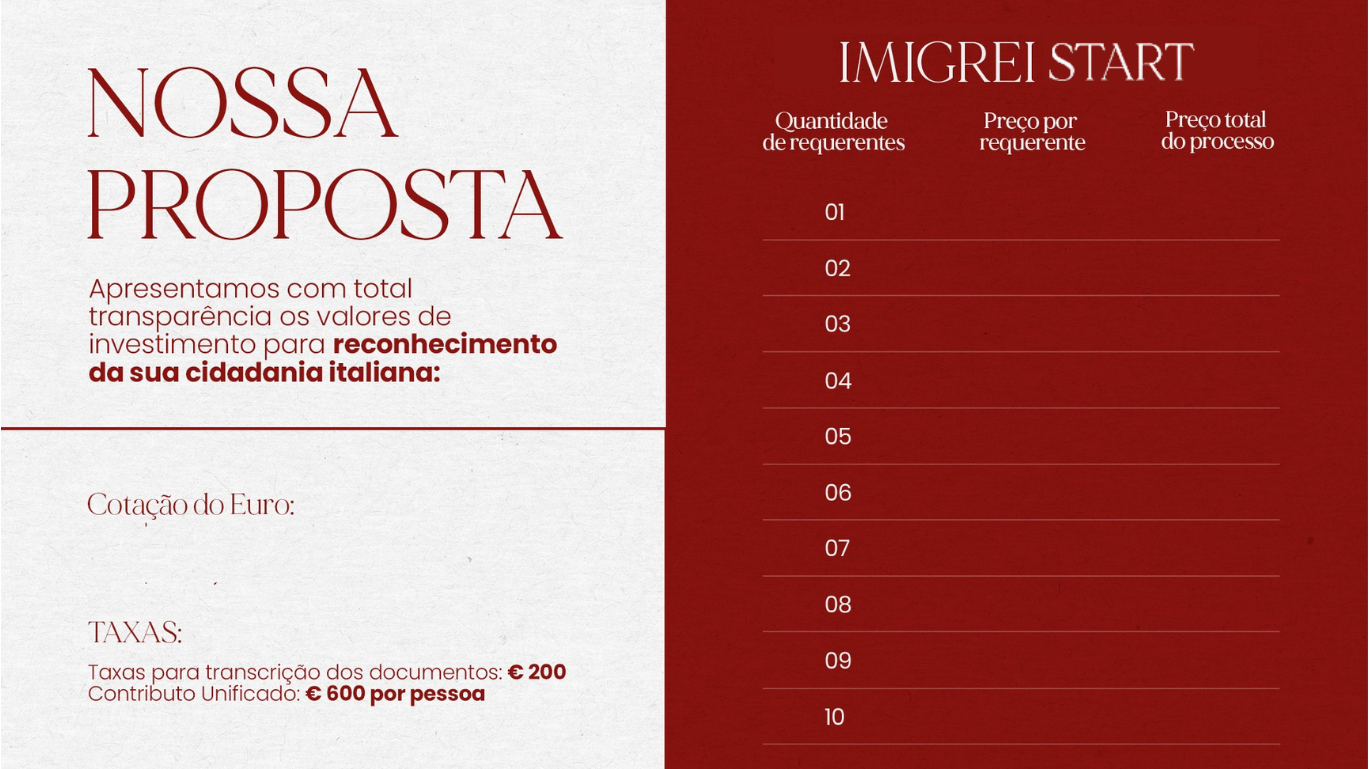 NOSSA
PROPOSTA
Apresentamos com total
transparência os valores de
investimento para reconhecimento
da sua cidadania italiana:
Cotação do Euro:
TAXAS:
Taxas para transcrição dos documentos: € 200
Contributo Unificado: € 600 por pessoa
IMIGREI START
Quantidade
de requerentes
Preço por
requerente
Preço total
do processo
01
02
03
04
05
06
07
08
09
10